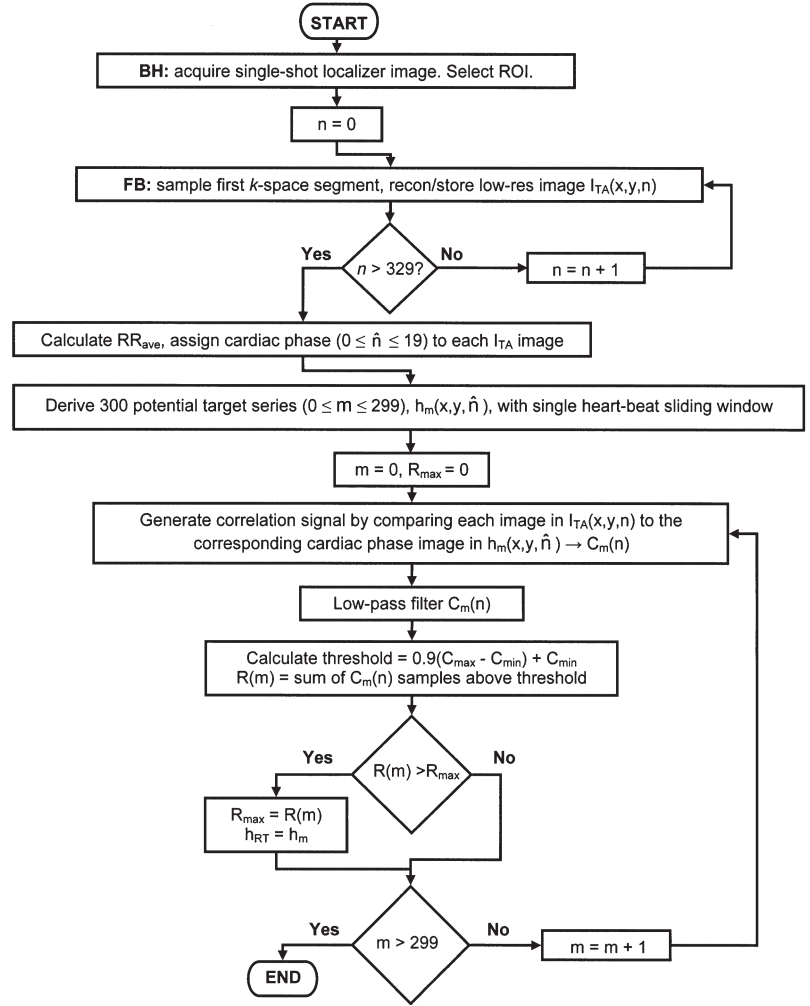 START
BH: acquire single-shot localizer image. Select ROI.
n = 0
FB: sample first k-space segment, recon/store low-res image I_TA(x,y,n)
Yes
n > 329?
No
n = n + 1
Calculate RR_ave, assign cardiac phase (0 ≤ n̂ ≤ 19) to each I_TA image
Derive 300 potential target series (0 ≤ m ≤ 299), h_m(x,y,n̂ ), with single heart-beat sliding window
m = 0, R_max = 0
Generate correlation signal by comparing each image in I_TA(x,y,n) to the
corresponding cardiac phase image in h_m(x,y,n̂ ) → C_m(n)
Low-pass filter C_m(n)
Calculate threshold = 0.9(C_max - C_min) + C_min
R(m) = sum of C_m(n) samples above threshold
Yes
R(m) >R_max
No
R_max = R(m)
h_RT = h_m
Yes
m > 299
No
m = m + 1
END